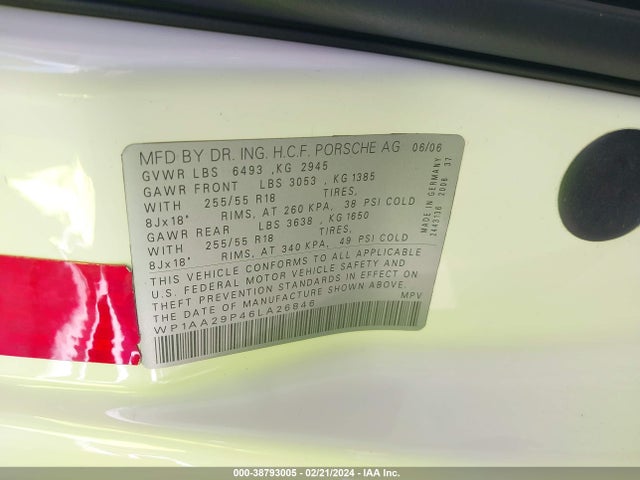 MFD BY DR. ING. H.C.F. PORSCHE AG 06/06
GVWR LBS 6493 ,KG 2945
GAWR FRONT LBS 3053 , KG 1385
WITH 255/55 R18 TIRES,
8Jx18" RIMS, AT 260 KPA, 38 PSI COLD
GAWR REAR LBS 3638 , KG 1650
WITH 255/55 R18 TIRES,
8Jx18" RIMS, AT 340 KPA, 49 PSI COLD
THIS VEHICLE CONFORMS TO ALL APPLICABLE
U.S. FEDERAL MOTOR VEHICLE SAFETY AND
THEFT PREVENTION STANDARDS IN EFFECT ON
THE DATE OF MANUFACTURE SHOWN ABOVE.
WP1AA29P46LA26846 MPV
MADE IN GERMANY
2443136 2006 37
000-38793005 - 02/21/2024 - IAA Inc.